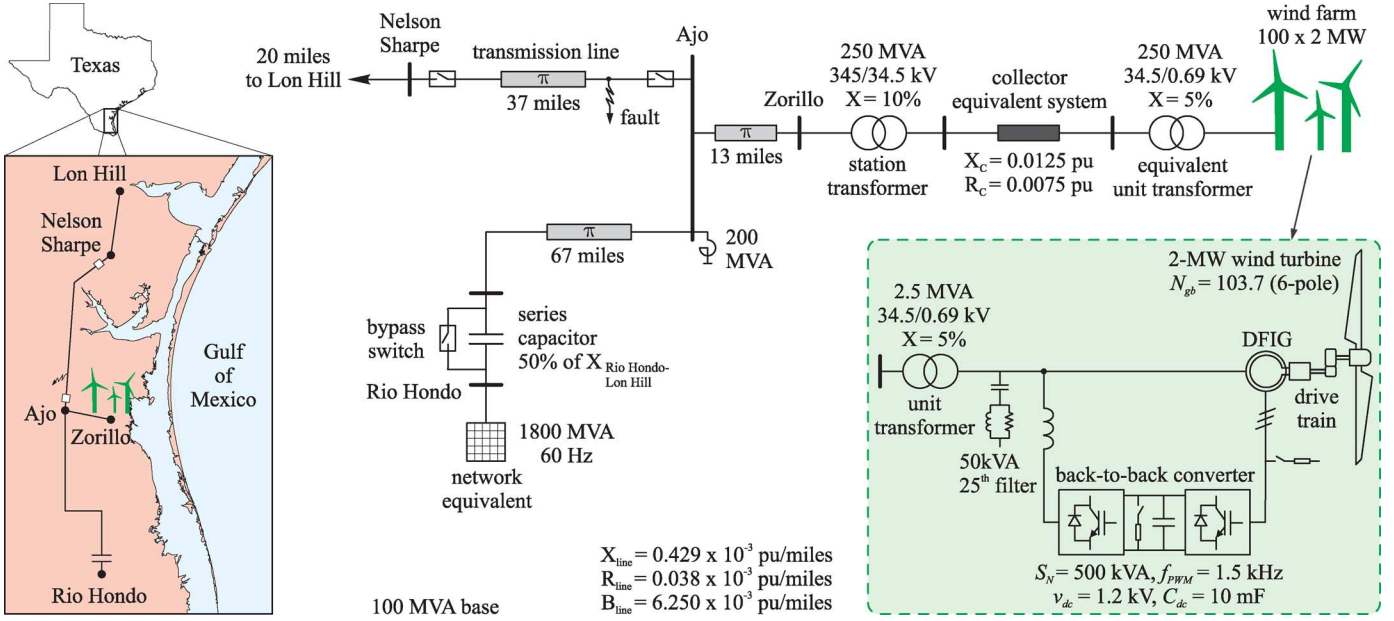 Texas
Lon Hill
Nelson
Sharpe
Gulf
of
Mexico
Ajo
Zorillo
Rio Hondo
Nelson
Sharpe
20 miles
to Lon Hill
transmission line
π
37 miles
fault
Ajo
π
13 miles
Zorillo
250 MVA
345/34.5 kV
X = 10%
station
transformer
collector
equivalent system
X_C = 0.0125 pu
R_C = 0.0075 pu
250 MVA
34.5/0.69 kV
X = 5%
equivalent
unit transformer
wind farm
100 x 2 MW
π
67 miles
200
MVA
bypass
switch
series
capacitor
50% of X_Rio Hondo-
Lon Hill
Rio Hondo
1800 MVA
60 Hz
network
equivalent
100 MVA base
X_line = 0.429 x 10^-3 pu/miles
R_line = 0.038 x 10^-3 pu/miles
B_line = 6.250 x 10^-3 pu/miles
2-MW wind turbine
N_gb = 103.7 (6-pole)
2.5 MVA
34.5/0.69 kV
X = 5%
unit
transformer
50kVA
25th filter
DFIG
drive
train
back-to-back converter
S_N = 500 kVA, f_PWM = 1.5 kHz
v_dc = 1.2 kV, C_dc = 10 mF